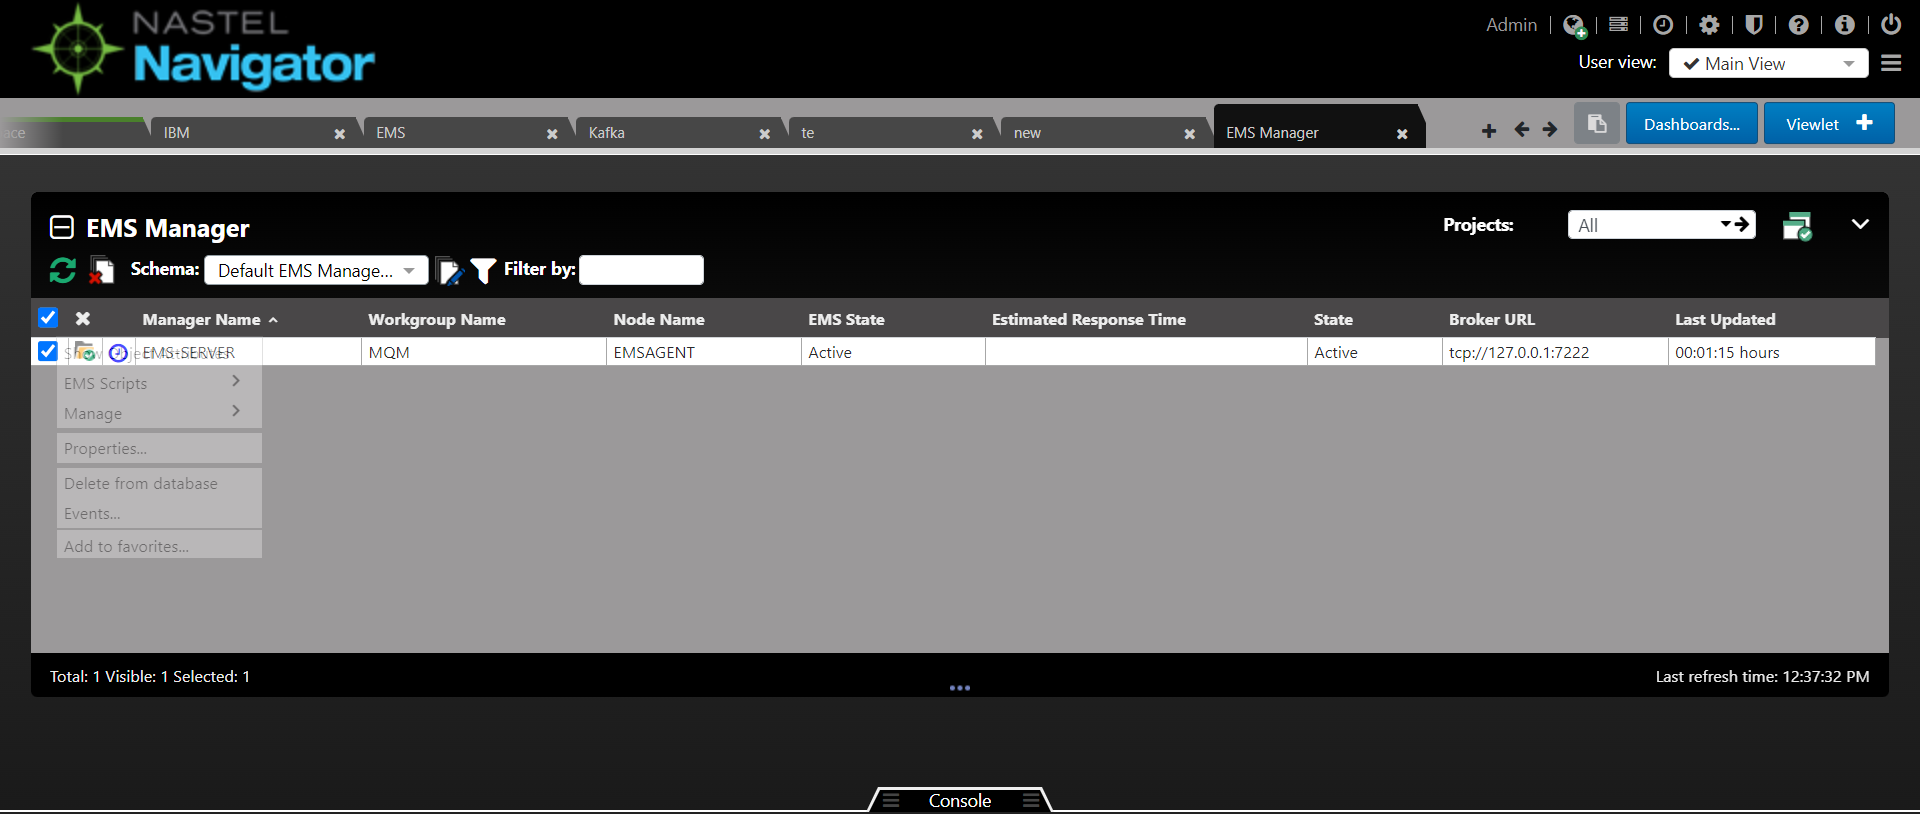 NASTEL
Navigator
Admin
User view: Main View
ace
IBM
EMS
Kafka
te
new
EMS Manager
Dashboards...
Viewlet
EMS Manager
Projects: All
Schema: Default EMS Manage... Filter by:
Manager Name Workgroup Name Node Name EMS State Estimated Response Time State Broker URL Last Updated
EMS-SERVER MQM EMSAGENT Active Active tcp://127.0.0.1:7222 00:01:15 hours
EMS Scripts
Manage
Properties...
Delete from database
Events...
Add to favorites...
Total: 1 Visible: 1 Selected: 1
Last refresh time: 12:37:32 PM
Console